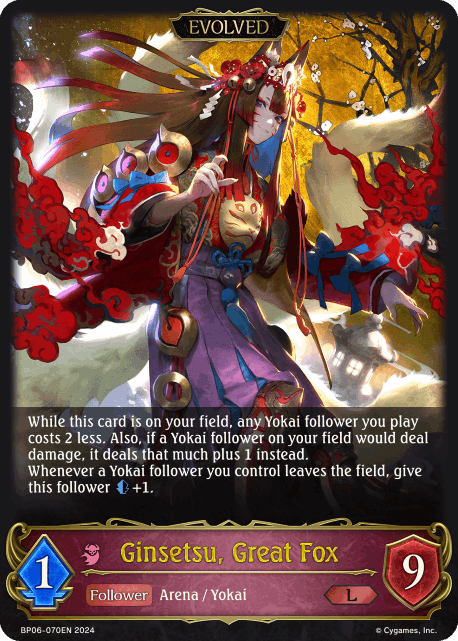 EVOLVED
While this card is on your field, any Yokai follower you play
costs 2 less. Also, if a Yokai follower on your field would deal
damage, it deals that much plus 1 instead.
Whenever a Yokai follower you control leaves the field, give
this follower +1.
Ginsetsu, Great Fox
1
Follower Arena / Yokai L
9
BP06-070EN 2024 © Cygames, Inc.